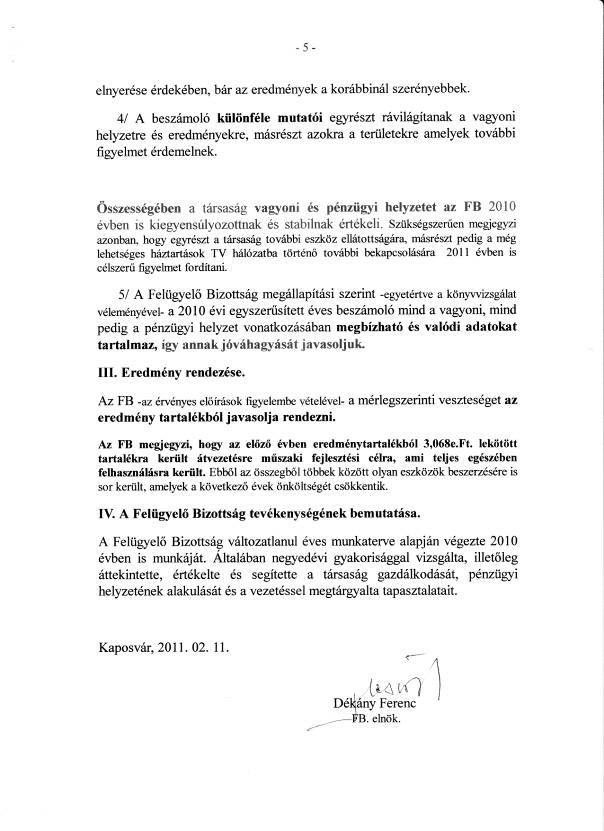 - 5 -
elnyerése érdekében, bár az eredmények a korábbinál szerényebbek.
4/ A beszámoló különféle mutatói egyrészt rávilágítanak a vagyoni
helyzetre és eredményekre, másrészt azokra a területekre amelyek további
figyelmet érdemelnek.
Összességében a társaság vagyoni és pénzügyi helyzetet az FB 2010
évben is kiegyensúlyozottnak és stabilnak értékeli. Szükségszerűen megjegyzi
azonban, hogy egyrészt a társaság további eszköz ellátottságára, másrészt pedig a még
lehetséges háztartások TV hálózatba történő további bekapcsolására 2011 évben is
célszerű figyelmet fordítani.
5/ A Felügyelő Bizottság megállapítási szerint -egyetértve a könyvvizsgálat
véleményével- a 2010 évi egyszerűsített éves beszámoló mind a vagyoni, mind
pedig a pénzügyi helyzet vonatkozásában megbízható és valódi adatokat
tartalmaz, így annak jóváhagyását javasoljuk.
III. Eredmény rendezése.
Az FB -az érvényes előírások figyelembe vételével- a mérlegszerinti veszteséget az
eredmény tartalékból javasolja rendezni.
Az FB megjegyzi, hogy az előző évben eredménytartalékból 3,068e.Ft. lekötött
tartalékra került átvezetésre műszaki fejlesztési célra, ami teljes egészében
felhasználásra került. Ebből az összegből többek között olyan eszközök beszerzésére is
sor került, amelyek a következő évek önköltségét csökkentik.
IV. A Felügyelő Bizottság tevékenységének bemutatása.
A Felügyelő Bizottság változatlanul éves munkaterve alapján végezte 2010
évben is munkáját. Általában negyedévi gyakorisággal vizsgálta, illetőleg
áttekintette, értékelte és segítette a társaság gazdálkodását, pénzügyi
helyzetének alakulását és a vezetéssel megtárgyalta tapasztalatait.
Kaposvár, 2011. 02. 11.
Dékány Ferenc
FB. elnök.